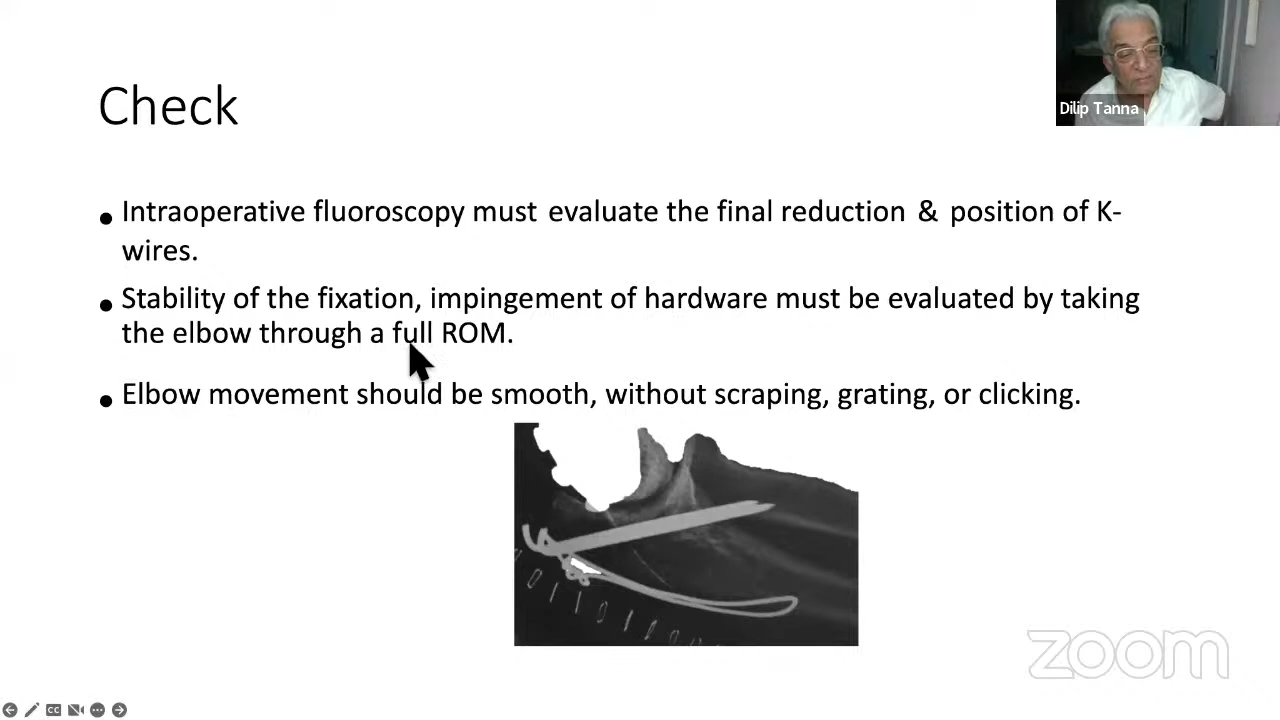 Dilip Tanna
Check
Intraoperative fluoroscopy must evaluate the final reduction & position of K-
wires.
Stability of the fixation, impingement of hardware must be evaluated by taking
the elbow through a full ROM.
Elbow movement should be smooth, without scraping, grating, or clicking.
zoom
CC